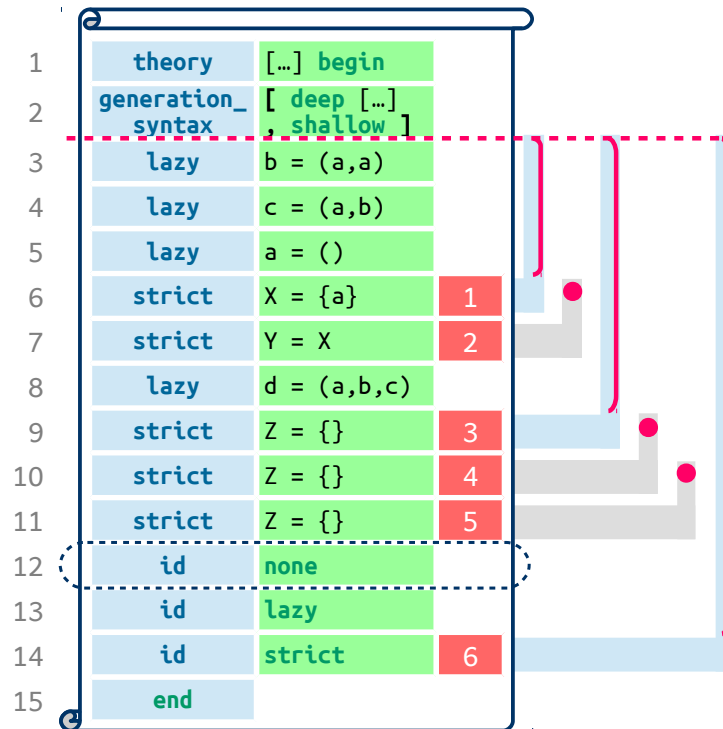 1 theory […] begin
2 generation_ [ deep […]
syntax , shallow ]
3 lazy b = (a,a)
4 lazy c = (a,b)
5 lazy a = ()
6 strict X = {a} 1
7 strict Y = X 2
8 lazy d = (a,b,c)
9 strict Z = {} 3
10 strict Z = {} 4
11 strict Z = {} 5
12 id none
13 id lazy
14 id strict 6
15 end